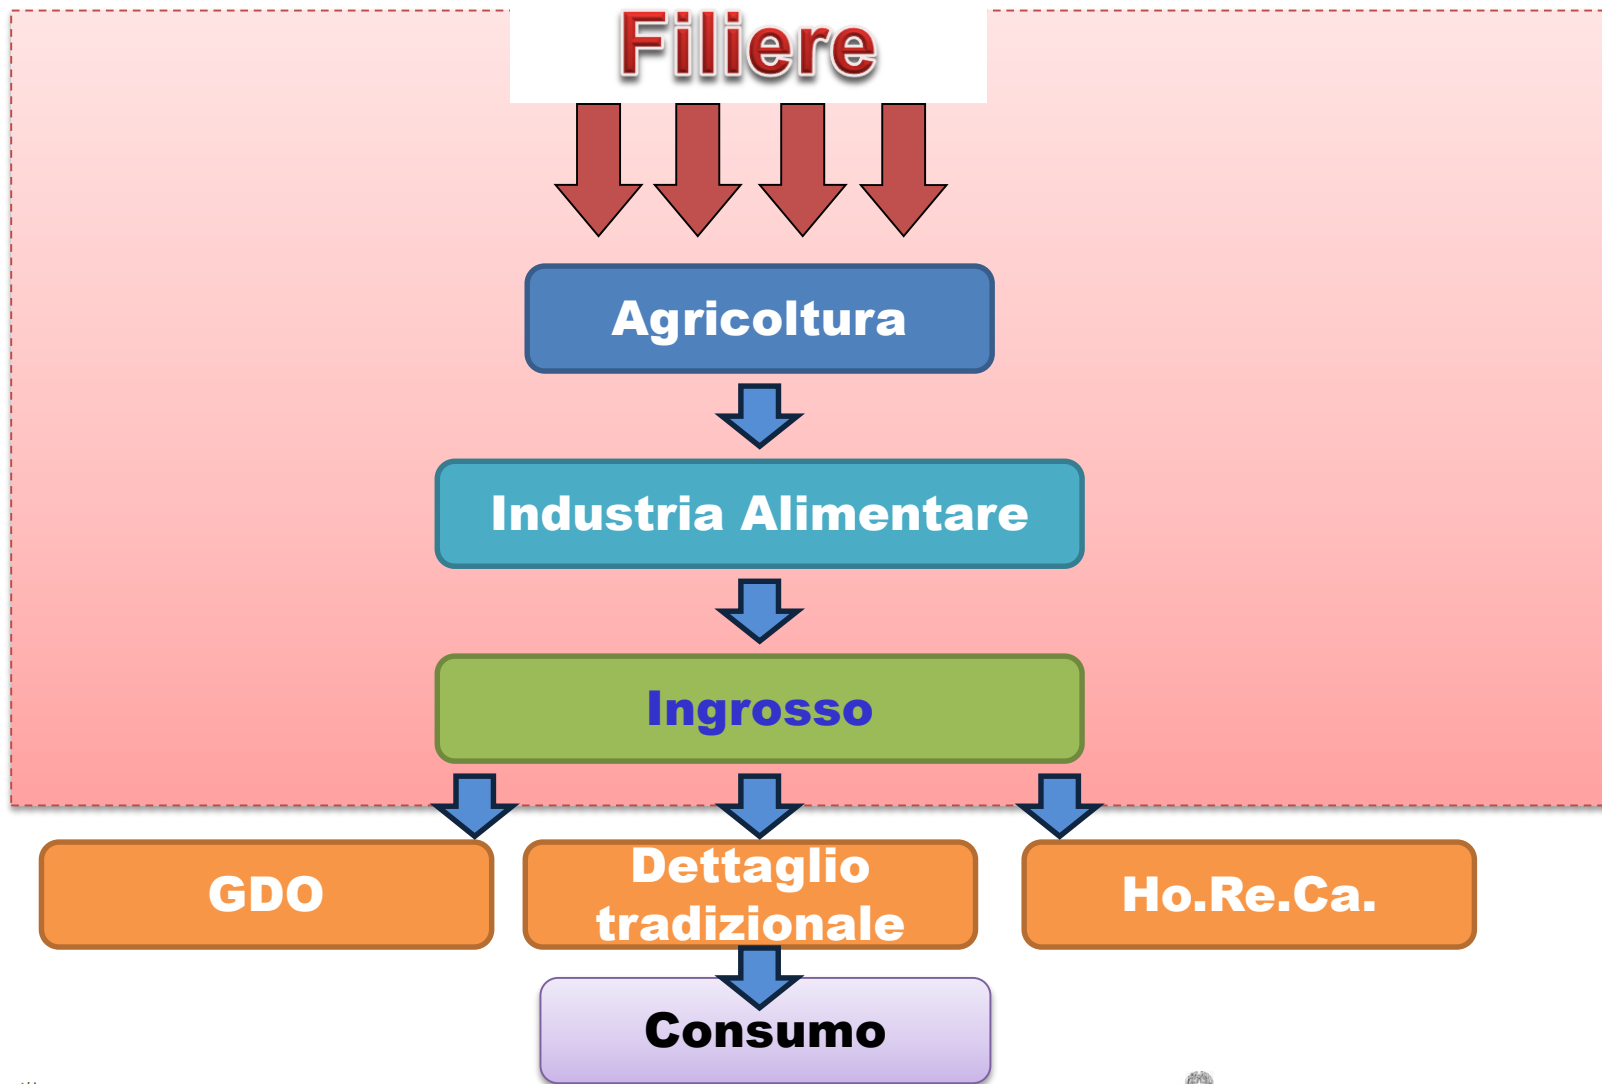 Filiere
Agricoltura
Industria Alimentare
Ingrosso
GDO
Dettaglio
tradizionale
Ho.Re.Ca.
Consumo